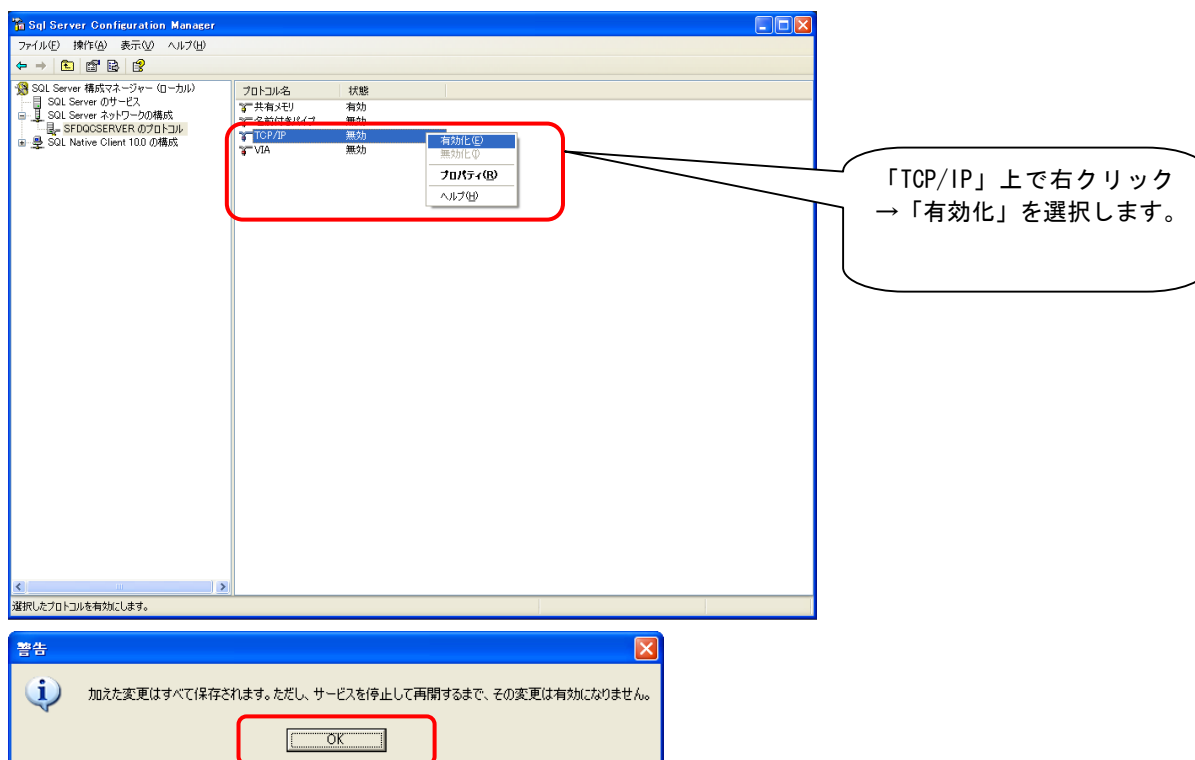 Sql Server Configuration Manager
ファイル(F) 操作(A) 表示(V) ヘルプ(H)
SQL Server 構成マネージャー (ローカル)
SQL Server のサービス
SQL Server ネットワークの構成
SFDQCSERVER のプロトコル
SQL Native Client 10.0 の構成
プロトコル名 状態
共有メモリ 有効
名前付きパイプ 無効
TCP/IP 無効
VIA 無効
有効化(E)
無効化(I)
プロパティ(R)
ヘルプ(H)
「TCP/IP」上で右クリック
→「有効化」を選択します。
選択したプロトコルを有効にします。
警告
加えた変更はすべて保存されます。ただし、サービスを停止して再開するまで、その変更は有効になりません。
OK